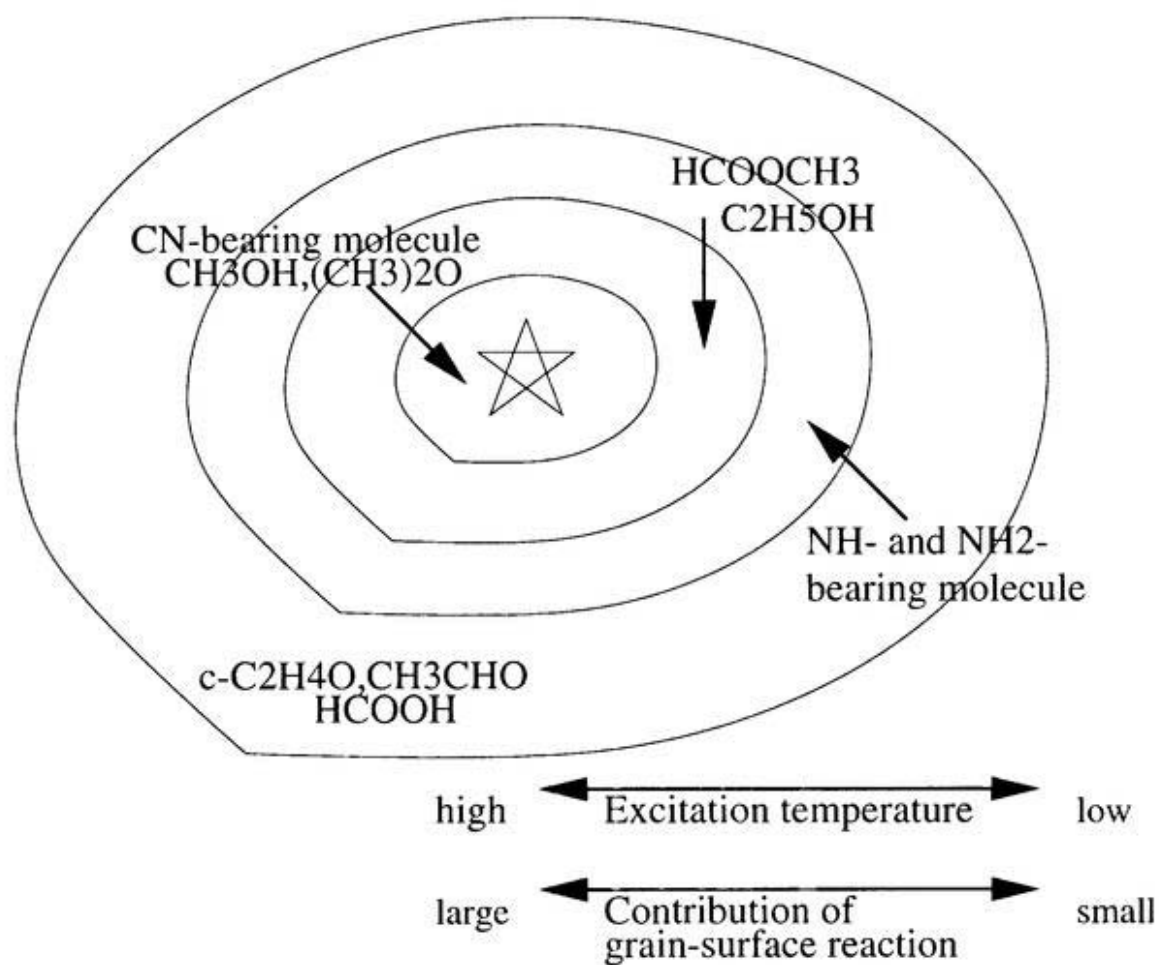 HCOOCH3
C2H5OH
CN-bearing molecule
CH3OH,(CH3)2O
NH- and NH2-
bearing molecule
c-C2H4O,CH3CHO
HCOOH
high Excitation temperature low
large Contribution of small
grain-surface reaction